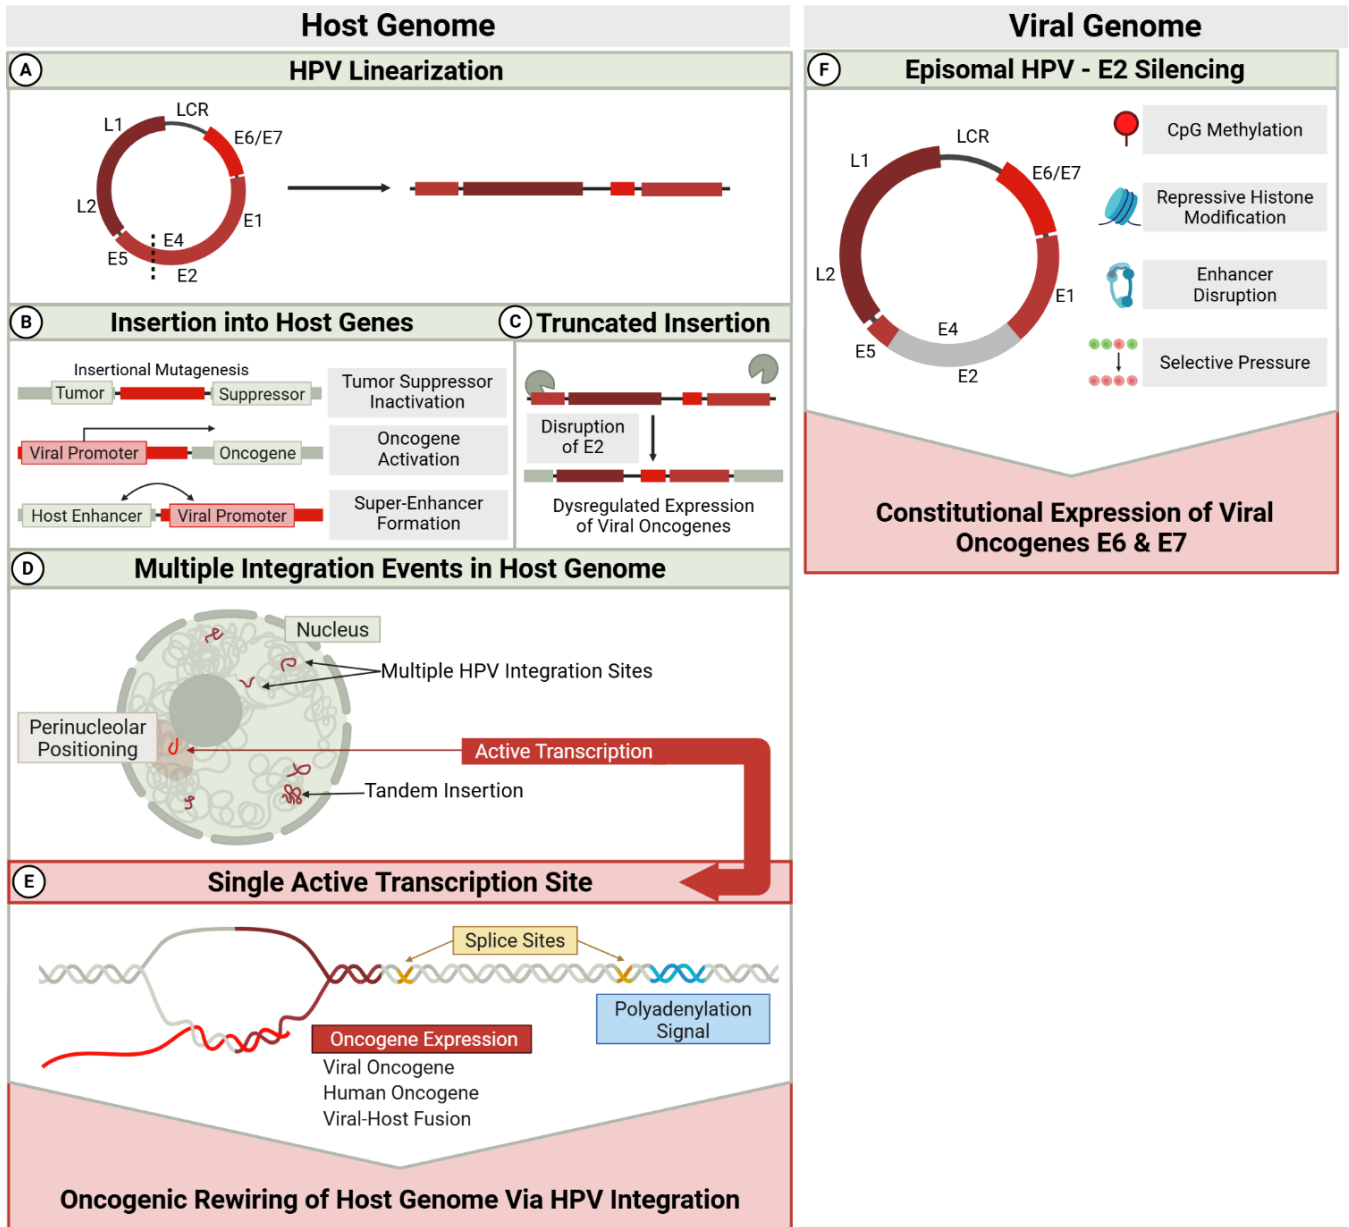 Host Genome
A
HPV Linearization
LCR
L1
E6/E7
L2
E1
E4
E5
E2
B
Insertion into Host Genes
Insertional Mutagenesis
Tumor
Suppressor
Tumor Suppressor
Inactivation
Viral Promoter
Oncogene
Oncogene
Activation
Host Enhancer
Viral Promoter
Super-Enhancer
Formation
C
Truncated Insertion
Disruption
of E2
Dysregulated Expression
of Viral Oncogenes
D
Multiple Integration Events in Host Genome
Nucleus
Multiple HPV Integration Sites
Perinucleolar
Positioning
Active Transcription
Tandem Insertion
E
Single Active Transcription Site
Splice Sites
Polyadenylation
Signal
Oncogene Expression
Viral Oncogene
Human Oncogene
Viral-Host Fusion
Oncogenic Rewiring of Host Genome Via HPV Integration
Viral Genome
F
Episomal HPV - E2 Silencing
LCR
L1
E6/E7
L2
E1
E4
E5
E2
CpG Methylation
Repressive Histone
Modification
Enhancer
Disruption
Selective Pressure
Constitutional Expression of Viral
Oncogenes E6 & E7